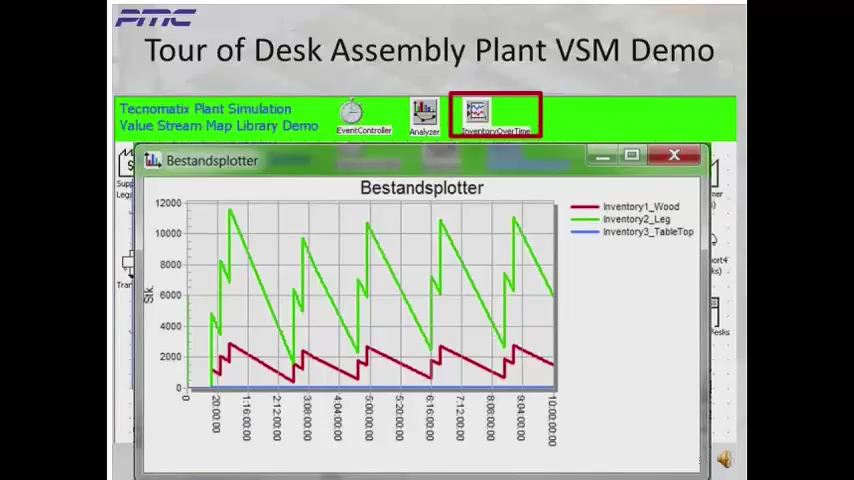 PMC
Tour of Desk Assembly Plant VSM Demo
Tecnomatix Plant Simulation
Value Stream Map Library Demo
EventController
Analyzer
InventoryOverTime
Bestandsplotter
Bestandsplotter
12000
10000
8000
6000
4000
2000
0
Stk.
Inventory1_Wood
Inventory2_Leg
Inventory3_TableTop
0
20:00:00
1:16:00:00
2:12:00:00
3:08:00:00
4:04:00:00
5:00:00:00
5:20:00:00
6:16:00:00
7:12:00:00
8:08:00:00
9:04:00:00
10:00:00:00